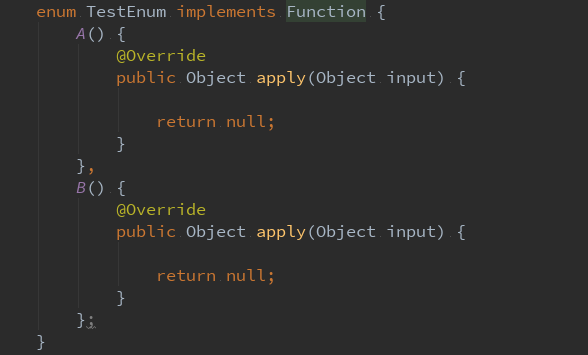 enum TestEnum implements Function {
    A() {
        @Override
        public Object apply(Object input) {
            return null;
        }
    },
    B() {
        @Override
        public Object apply(Object input) {
            return null;
        }
    };
}